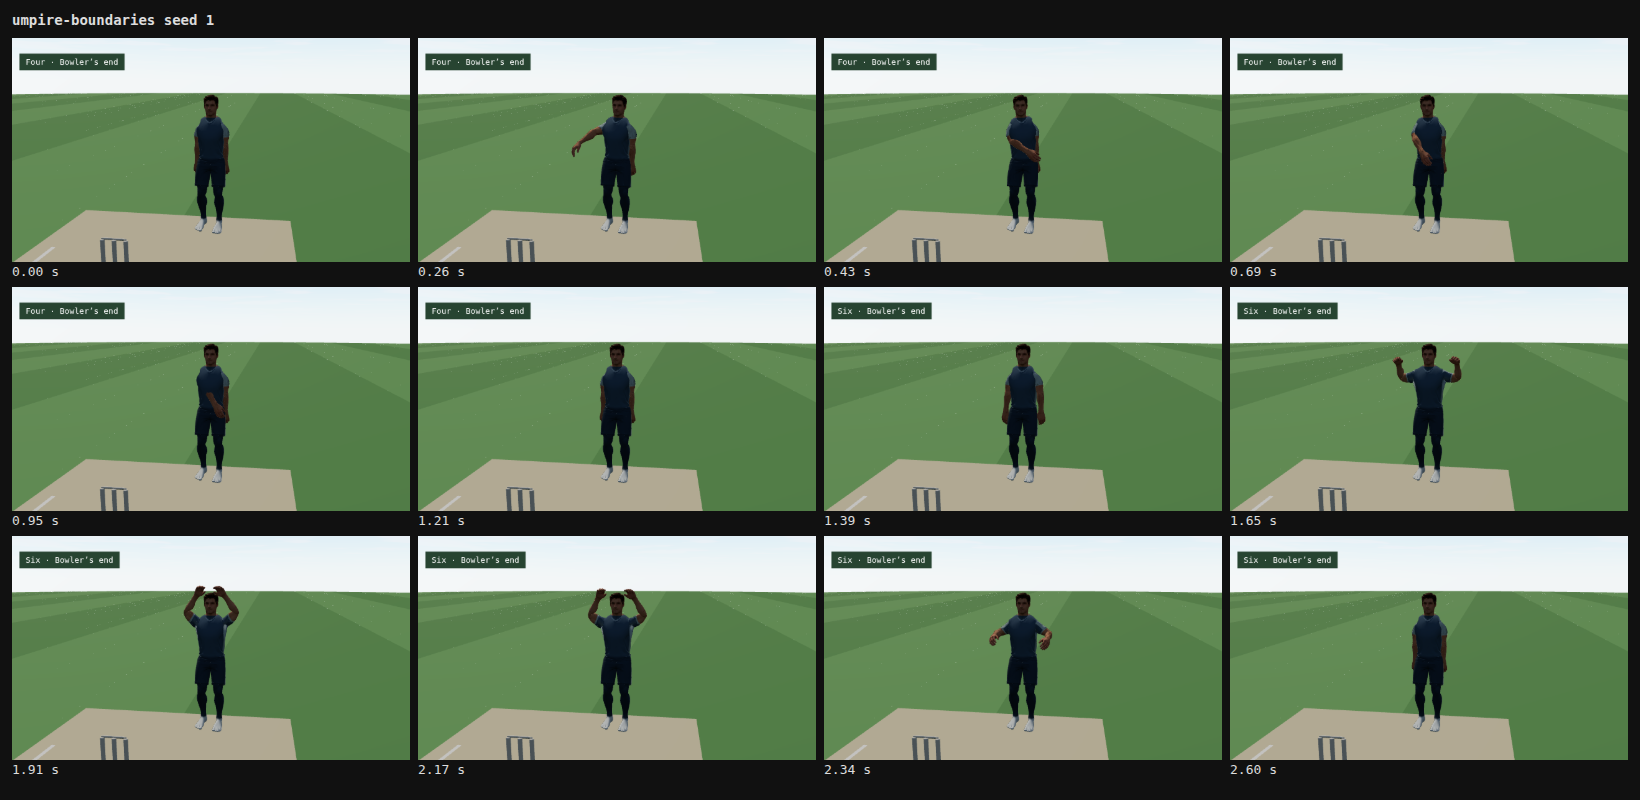 umpire-boundaries seed 1
Four · Bowler's end
Four · Bowler's end
Four · Bowler's end
Four · Bowler's end
0.00 s
0.26 s
0.43 s
0.69 s
Four · Bowler's end
Four · Bowler's end
Six · Bowler's end
Six · Bowler's end
0.95 s
1.21 s
1.39 s
1.65 s
Six · Bowler's end
Six · Bowler's end
Six · Bowler's end
Six · Bowler's end
1.91 s
2.17 s
2.34 s
2.60 s